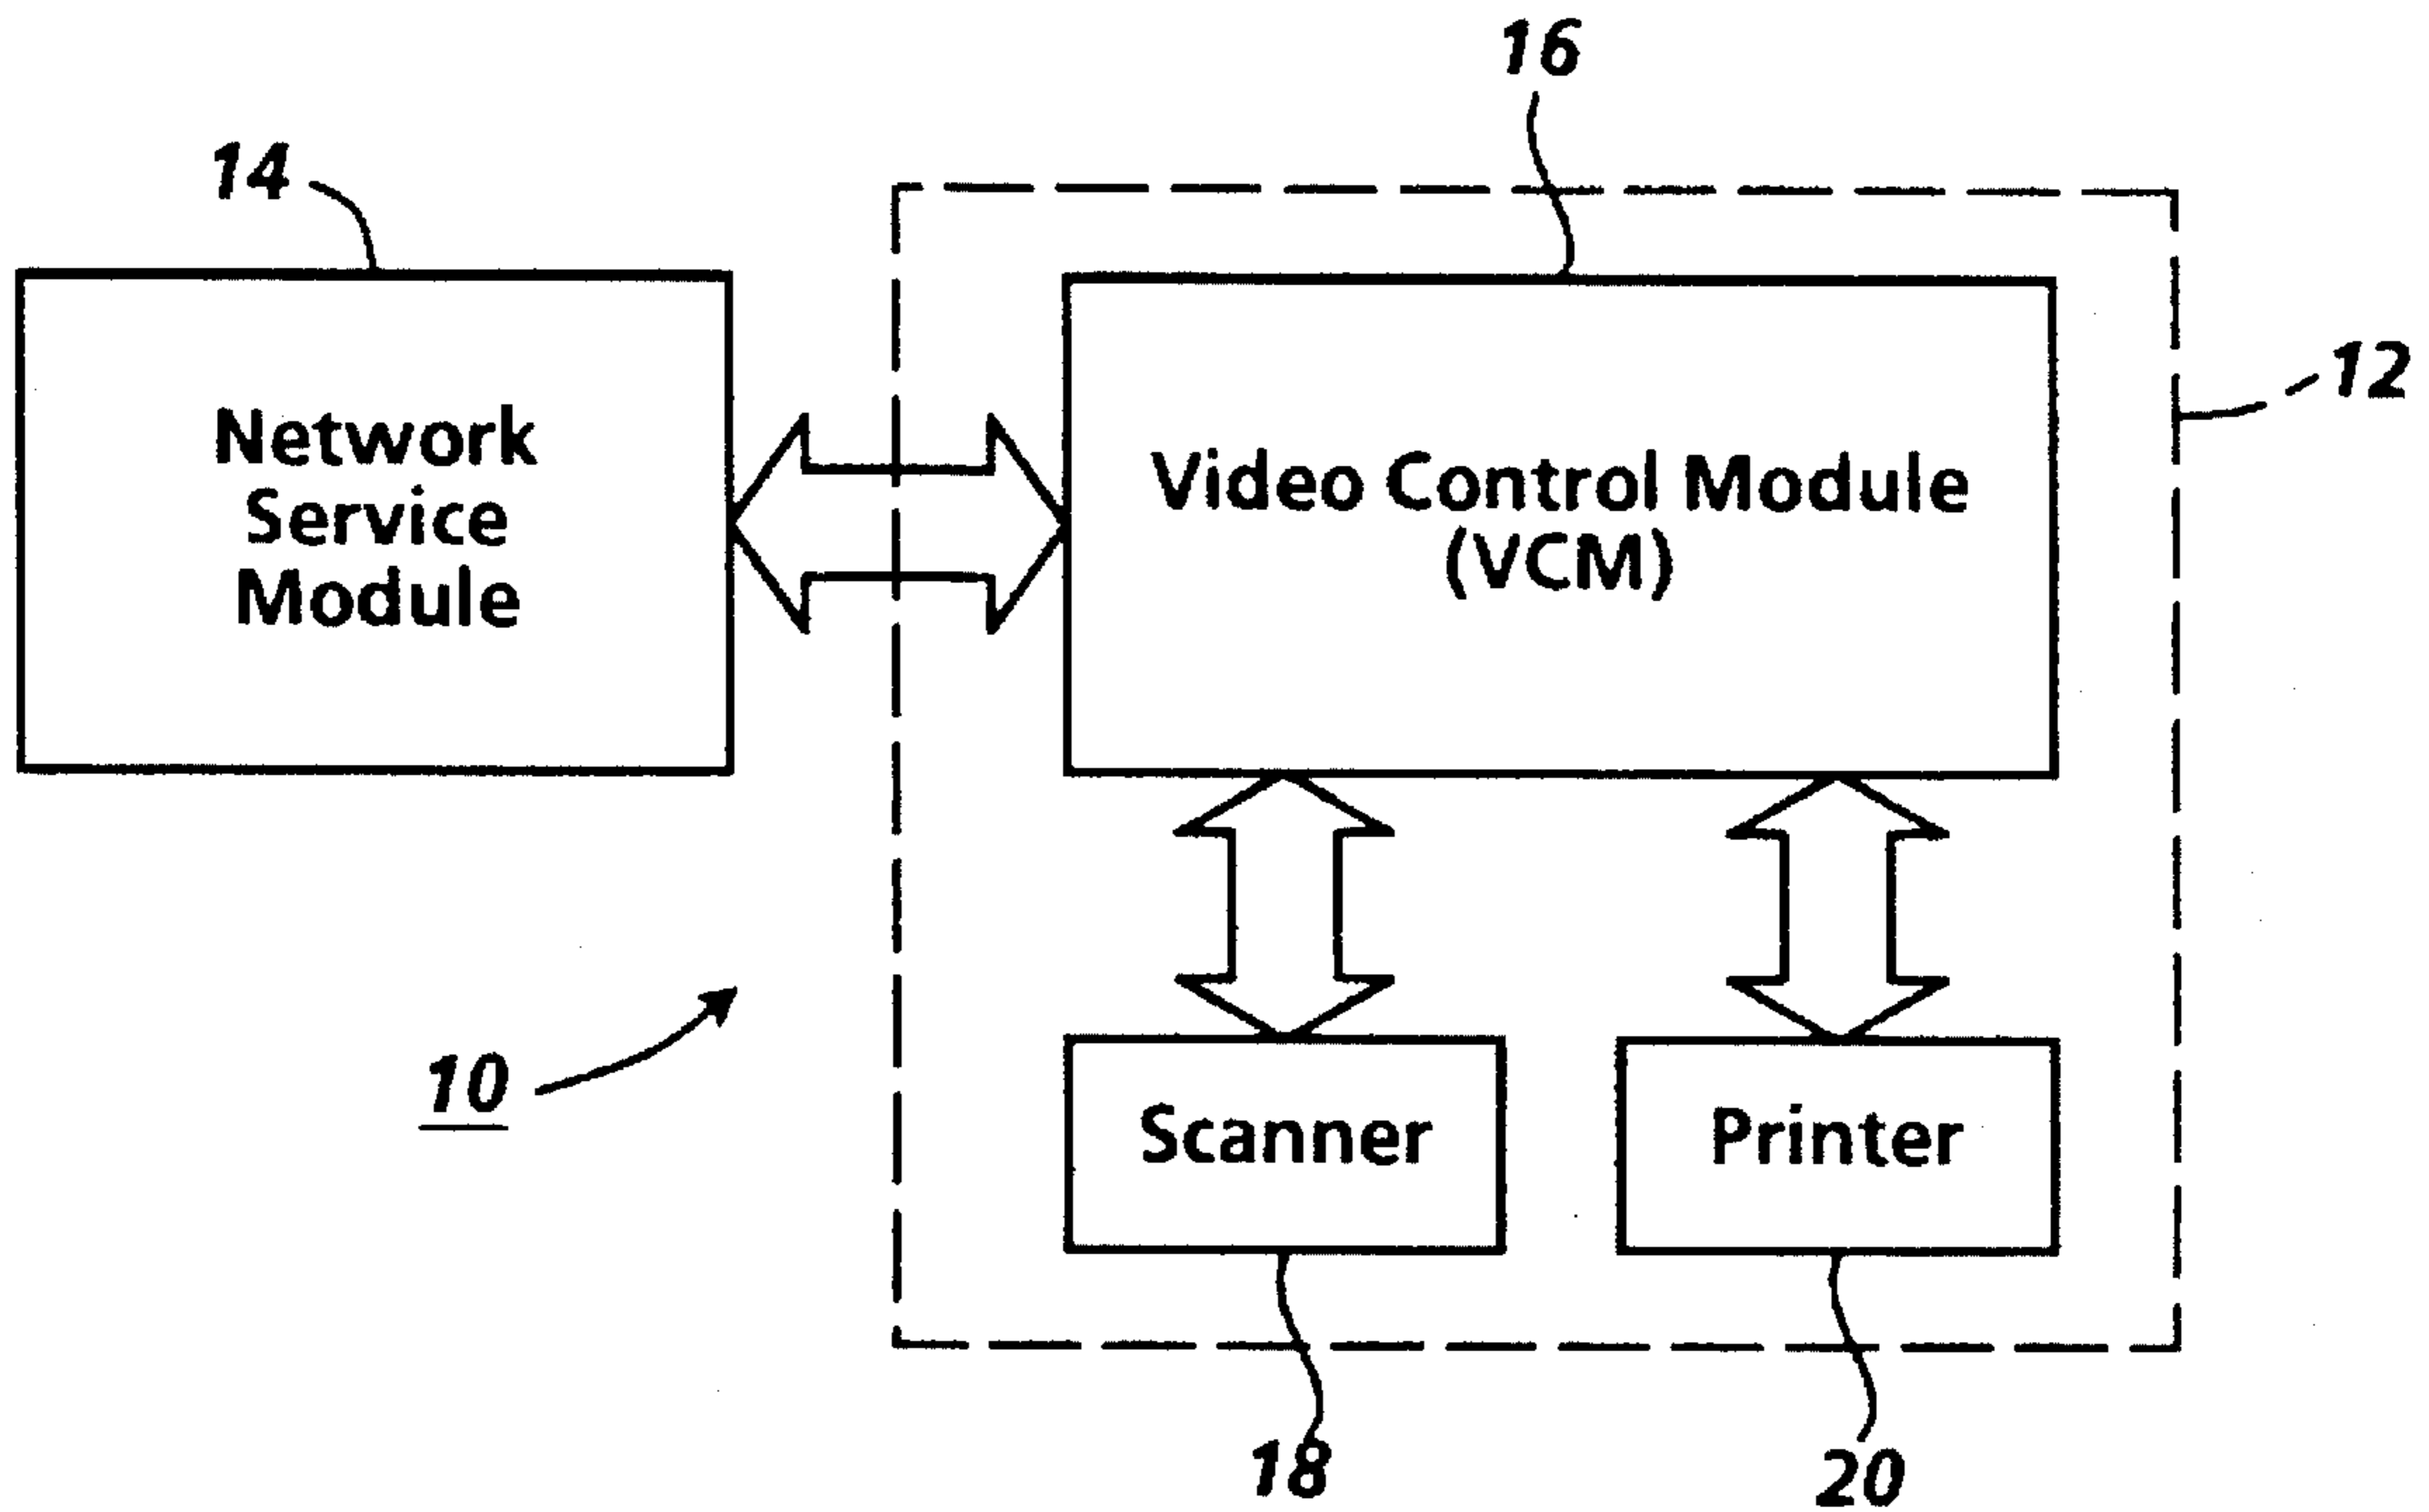 16
14
12
Network
Service
Module
Video Control Module
(VCM)
10
Scanner
Printer
18
20